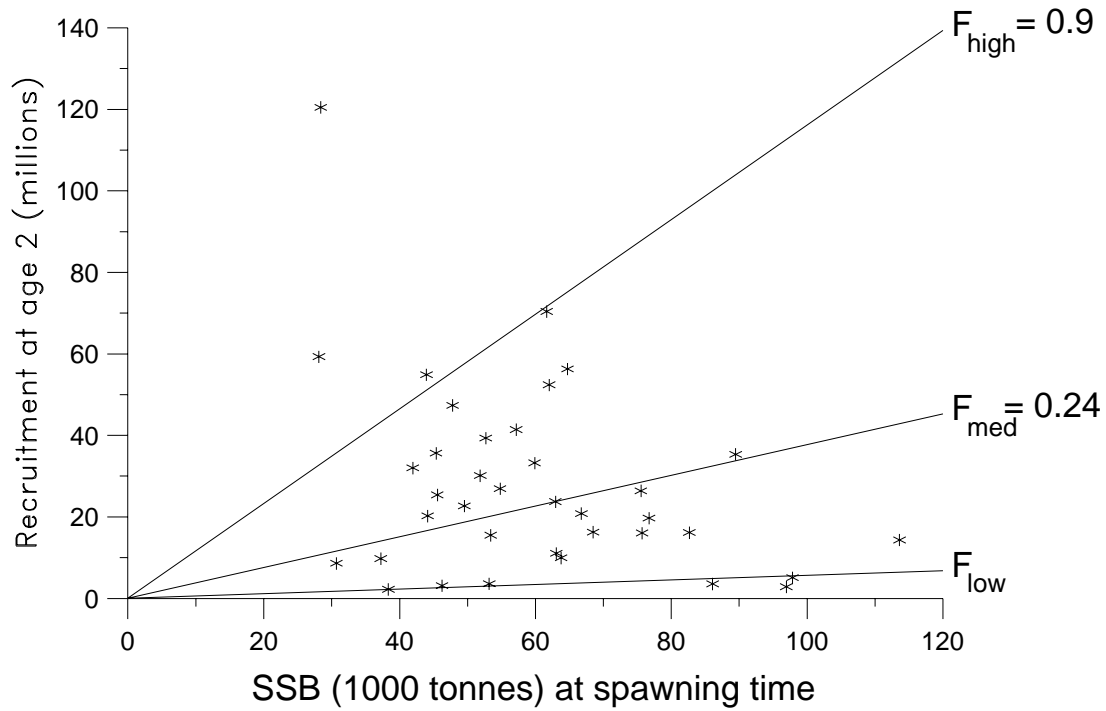 140
120
100
80
60
40
20
0
Recruitment at age 2 (millions)
0 20 40 60 80 100 120
SSB (1000 tonnes) at spawning time
Fhigh= 0.9
Fmed= 0.24
Flow